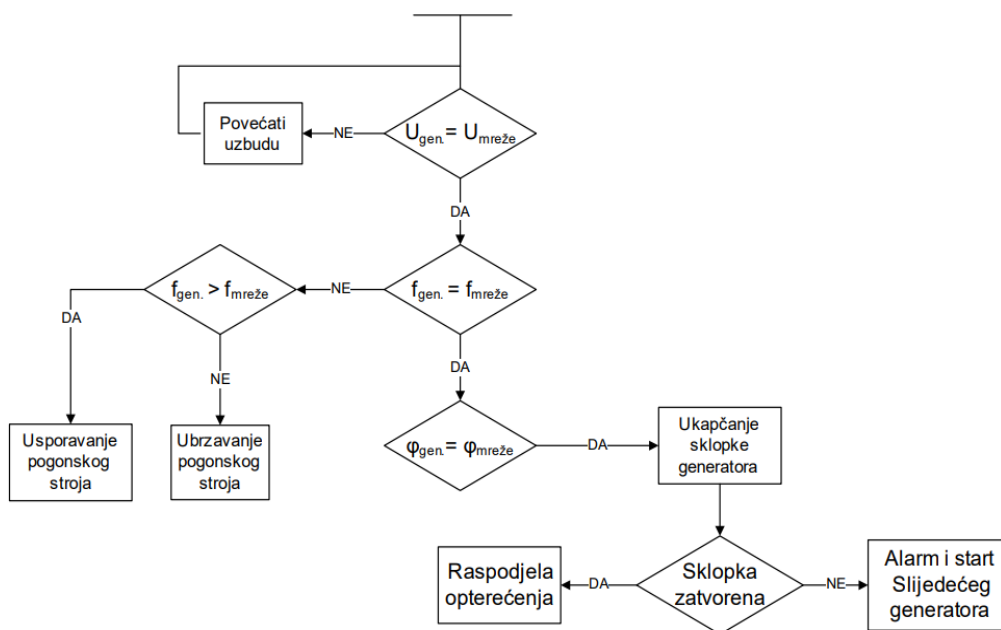 Povećati
uzbudu
NE
Ugen.= Umreže
DA
fgen. > fmreže
NE
fgen. = fmreže
DA
NE
DA
Usporavanje
pogonskog
stroja
Ubrzavanje
pogonskog
stroja
φgen.= φmreže
DA
Ukapčanje
sklopke
generatora
Raspodjela
opterećenja
DA
Sklopka
zatvorena
NE
Alarm i start
Slijedećeg
generatora